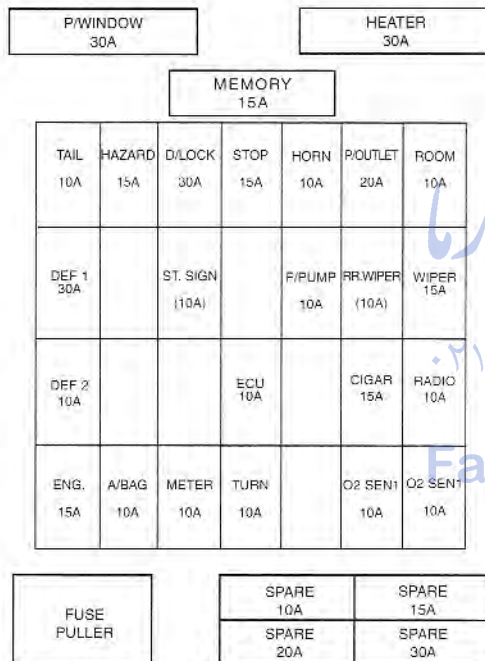 P/WINDOW
30A
HEATER
30A
MEMORY
15A
TAIL HAZARD D/LOCK STOP HORN P/OUTLET ROOM
10A 15A 30A 15A 10A 20A 10A
DEF 1 ST. SIGN F/PUMP RR.WIPER WIPER
30A (10A) 10A (10A) 15A
DEF 2 ECU CIGAR RADIO
10A 10A 15A 10A
ENG. A/BAG METER TURN O2 SEN1 O2 SEN1
15A 10A 10A 10A 10A 10A
FUSE
PULLER
SPARE SPARE
10A 15A
SPARE SPARE
20A 30A